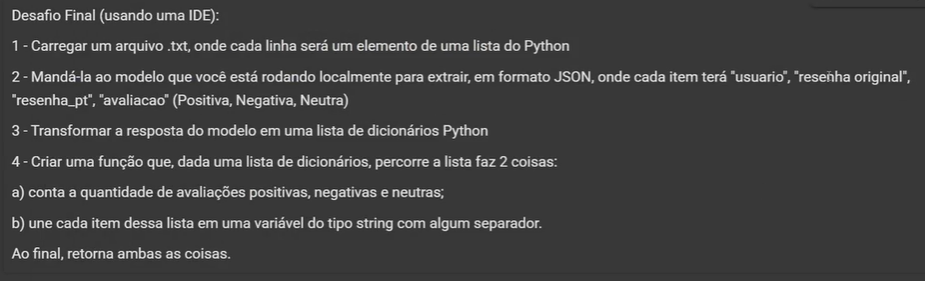 Desafio Final (usando uma IDE):
1 - Carregar um arquivo .txt, onde cada linha será um elemento de uma lista do Python
2 - Mandá-la ao modelo que você está rodando localmente para extrair, em formato JSON, onde cada item terá "usuario", "resenha original",
"resenha_pt", "avaliacao" (Positiva, Negativa, Neutra)
3 - Transformar a resposta do modelo em uma lista de dicionários Python
4 - Criar uma função que, dada uma lista de dicionários, percorre a lista faz 2 coisas:
a) conta a quantidade de avaliações positivas, negativas e neutras;
b) une cada item dessa lista em uma variável do tipo string com algum separador.
Ao final, retorna ambas as coisas.